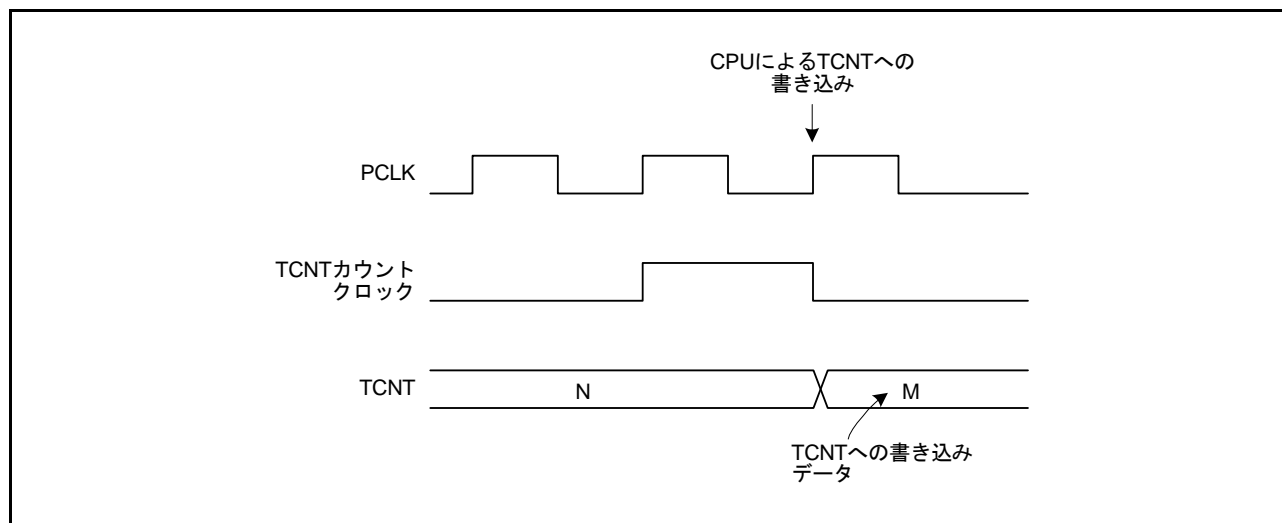 CPUによるTCNTへの
書き込み
PCLK
TCNTカウント
クロック
TCNT
N
M
TCNTへの書き込み
データ